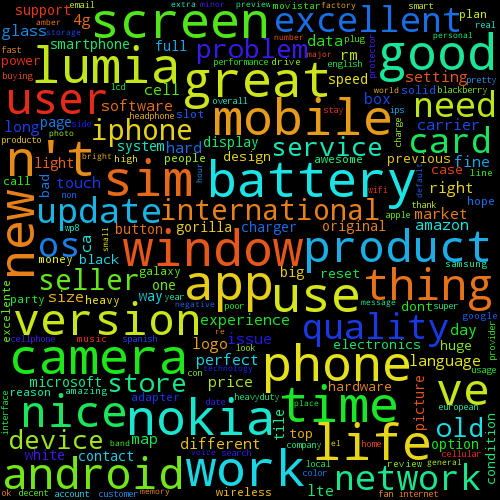 support 4g amber email movistar extra minor preview factory smart plan real
glass smartphone screen excellent
fast power buying lumia great problem full data plug english rm major drive personal pretty
user cell software performance speed protector box solid ips blackberry
long page lcd iphone mobile need
n't system slot service setting card
photo side headphone hard overall number stay carrier charge world
bad light high design people display awesome wifi previous fine
call touch right case line
producto bright sim battery
new non update international hope
wp8 button gorilla charger original market amazon thank
os ca black window product apple
money small galaxy big reset dont samsung
excelente party seller size heavy one way year app use thing
negative message super google
version experience poor quality day
cellphone music spanish re logo issue electronics huge provider
reason amazing camera con look perfect technology price phone language ve
interface microsoft store hardware usage
adapter heavyduty tile picture european condition
nice nokia date place time life old
device map different top company el home option cellular
white contact band voice search local review general
android work color lte network
ok decent account customer memory wireless fan internet